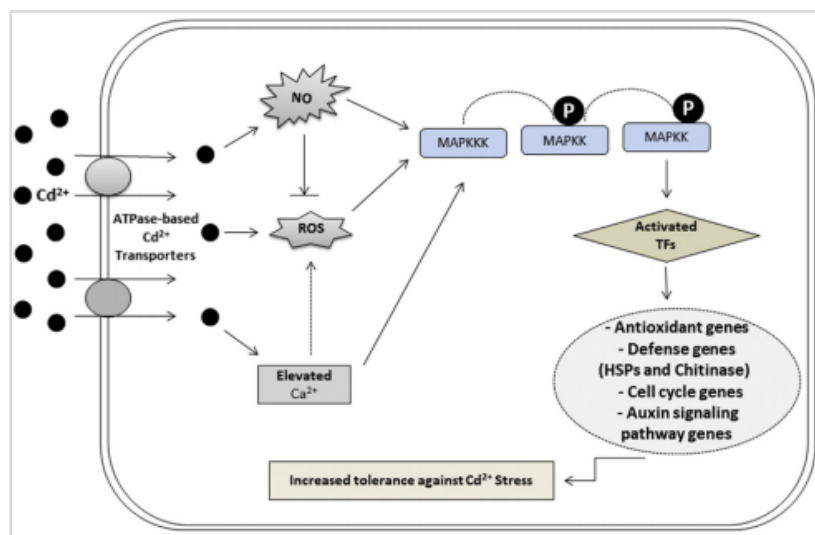 NO
Cd²⁺
ATPase-based
Cd²⁺
Transporters
ROS
Elevated
Ca²⁺
MAPKKK
P
MAPKK
P
MAPKK
Activated
TFs
- Antioxidant genes
- Defense genes
(HSPs and Chitinase)
- Cell cycle genes
- Auxin signaling
pathway genes
Increased tolerance against Cd²⁺ Stress